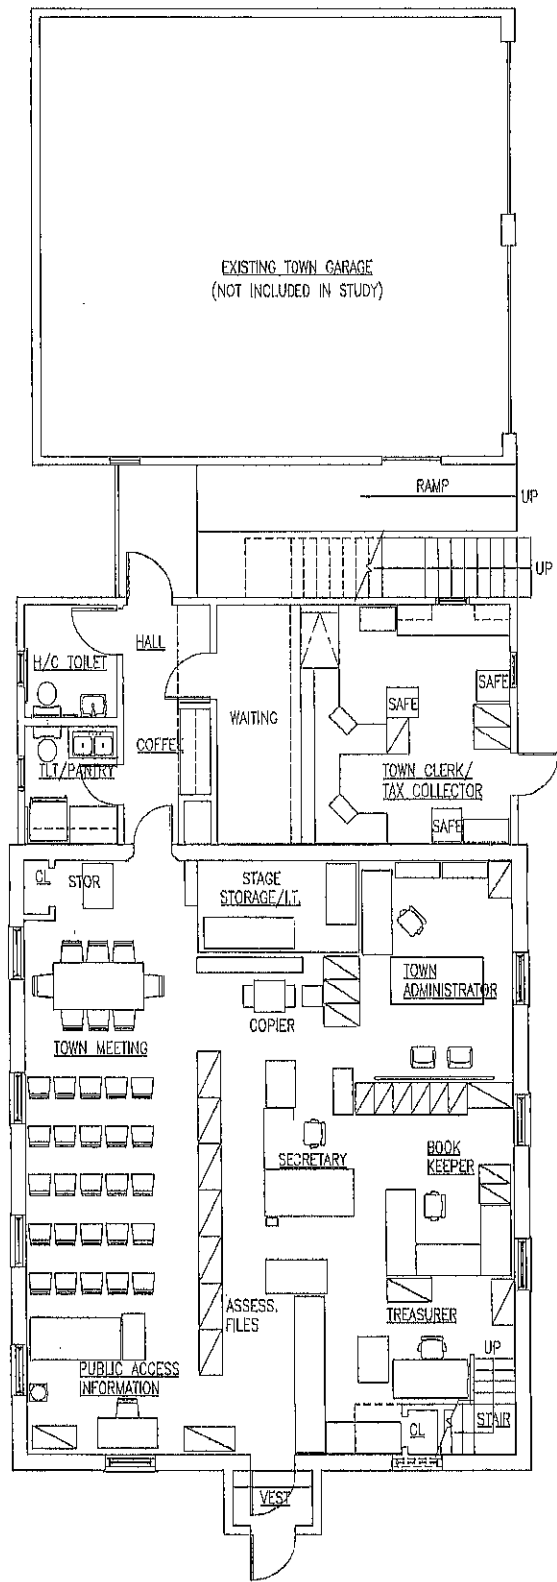 EXISTING TOWN GARAGE
(NOT INCLUDED IN STUDY)
RAMP
UP
UP
HALL
H/C TOILET
SAFE
SAFE
WAITING
COFFE
TLT/PANTRY
TOWN CLERK/
TAX COLLECTOR
SAFE
CL
STOR
STAGE
STORAGE/I.T.
TOWN
ADMINISTRATOR
COPIER
TOWN MEETING
SECRETARY
BOOK
KEEPER
ASSESS.
FILES
TREASURER
UP
PUBLIC ACCESS
INFORMATION
CL
STAIR
VEST